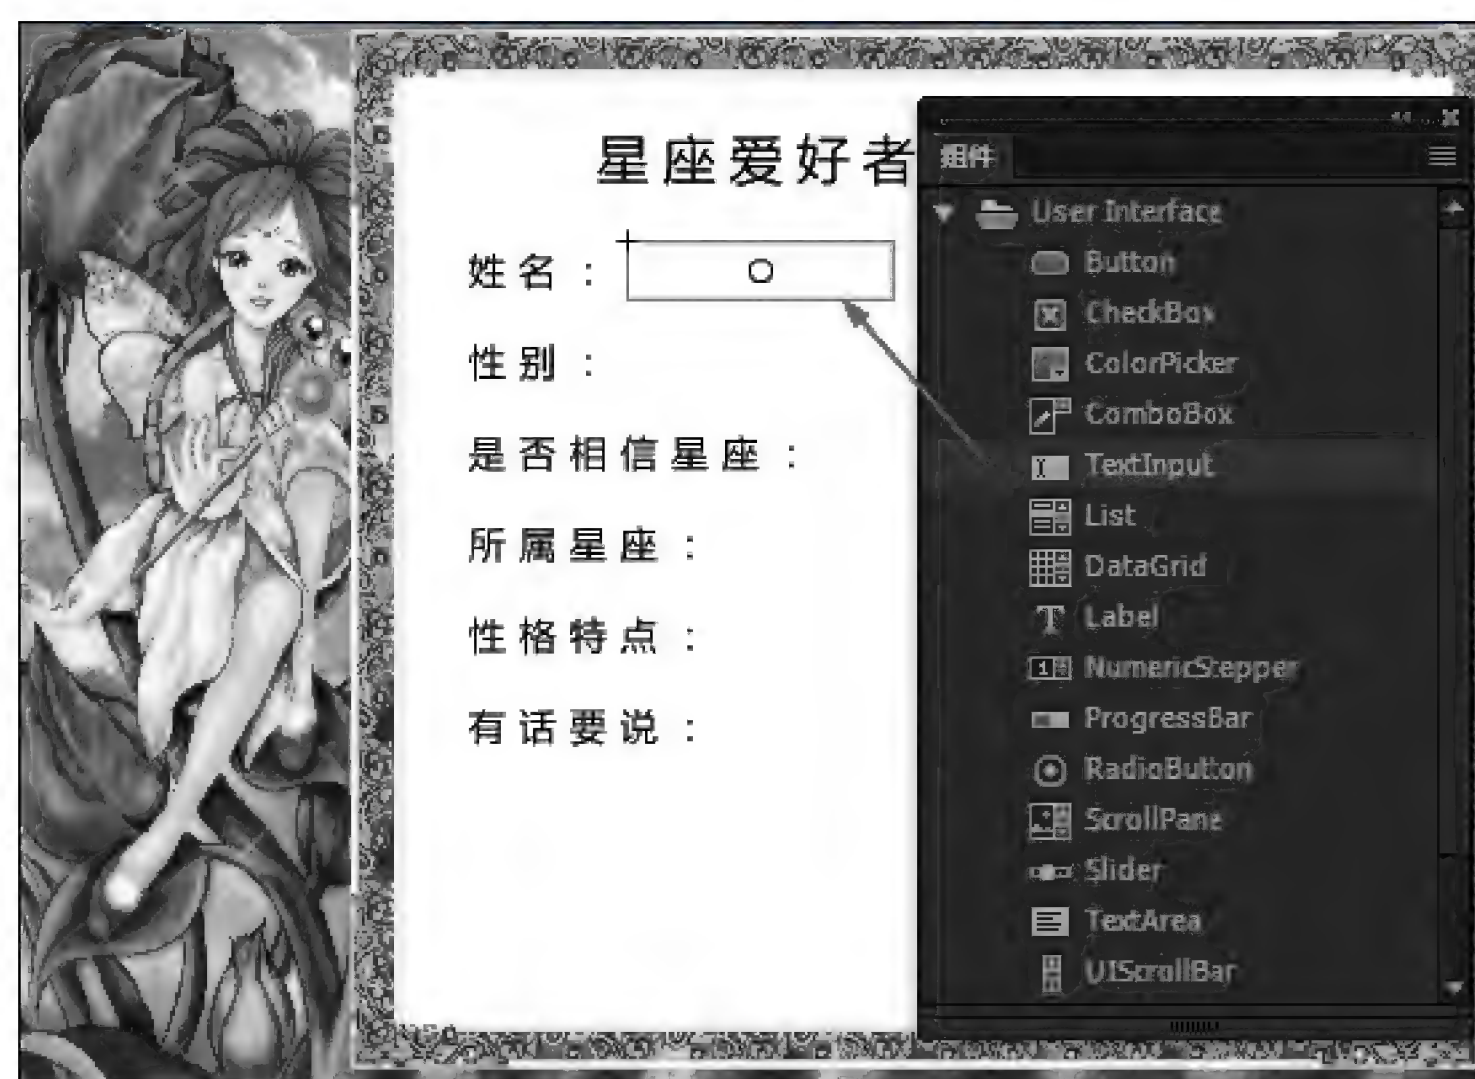 星座爱好者
姓名：
性别：
是否相信星座：
所属星座：
性格特点：
有话要说：
组件
User Interface
Button
CheckBox
ColorPicker
ComboBox
TextInput
List
DataGrid
Label
NumericStepper
ProgressBar
RadioButton
ScrollPane
Slider
TextArea
UIScrollBar